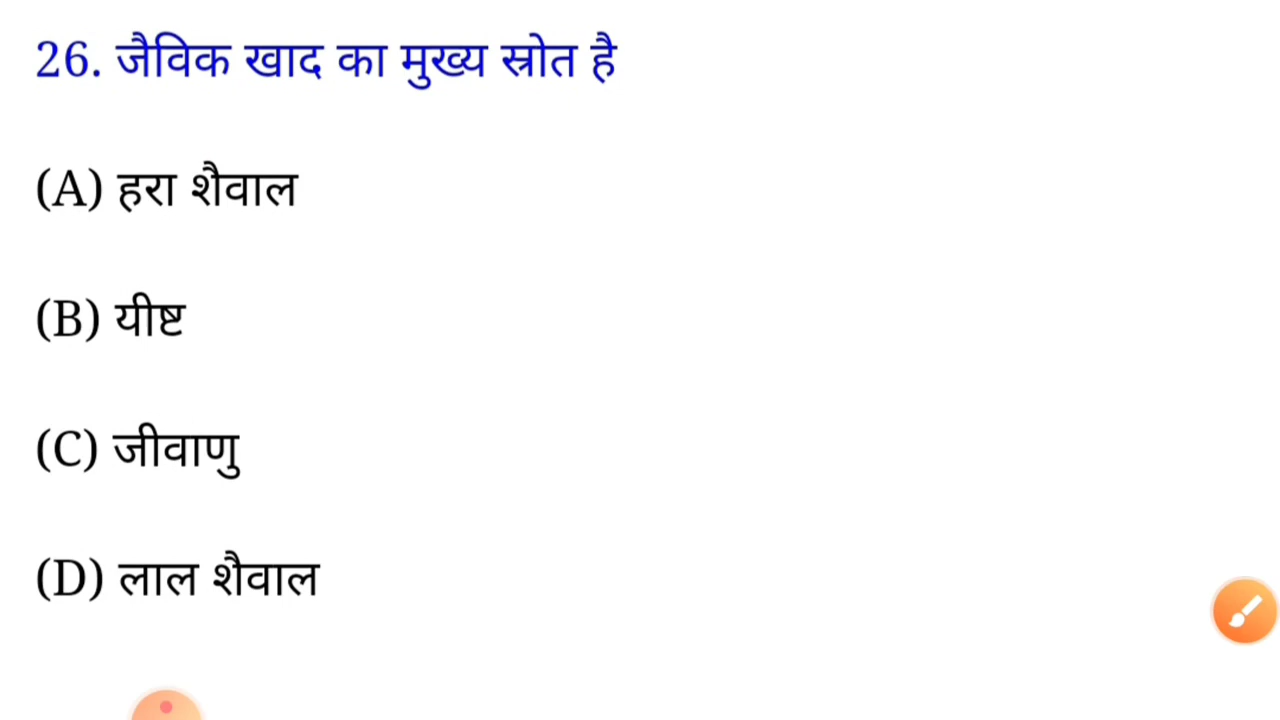 26. जैविक खाद का मुख्य स्रोत है
(A) हरा शैवाल
(B) यीष्ट
(C) जीवाणु
(D) लाल शैवाल